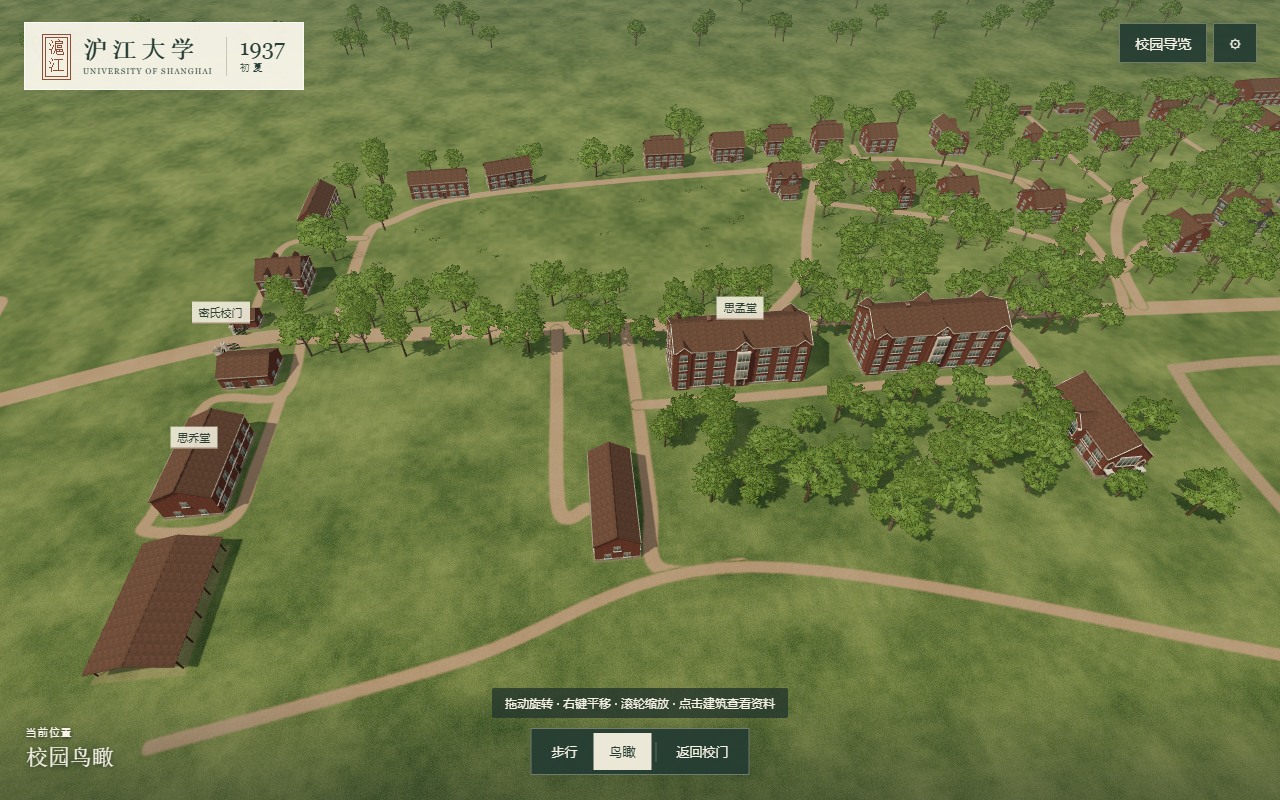 滬江
沪江大学
UNIVERSITY OF SHANGHAI
1937
初夏
校园导览
⚙
密氏校门
思孟堂
思乔堂
拖动旋转 · 右键平移 · 滚轮缩放 · 点击建筑查看资料
当前位置
校园鸟瞰
步行
鸟瞰
返回校门